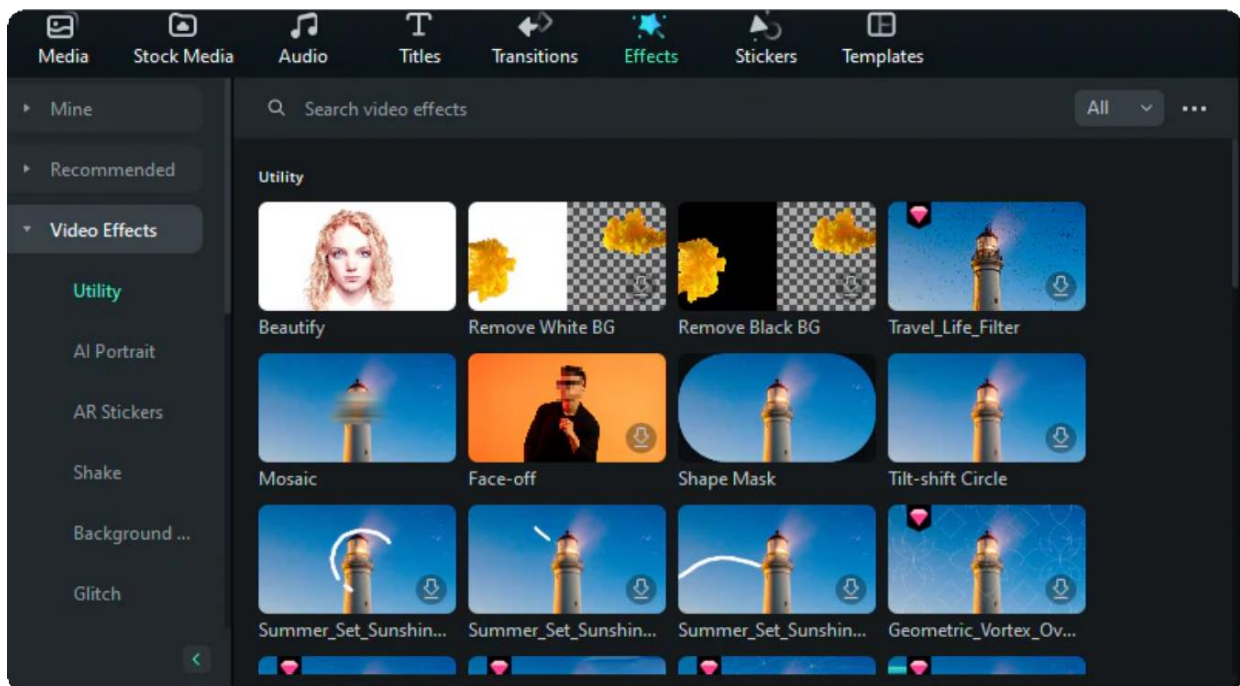 Media Stock Media Audio Titles Transitions Effects Stickers Templates
Mine
Search video effects
All
Recommended
Utility
Video Effects
Beautify Remove White BG Remove Black BG Travel_Life_Filter
Utility
AI Portrait
AR Stickers
Mosaic Face-off Shape Mask Tilt-shift Circle
Shake
Background ...
Glitch
Summer_Set_Sunshin... Summer_Set_Sunshin... Summer_Set_Sunshin... Geometric_Vortex_Ov...